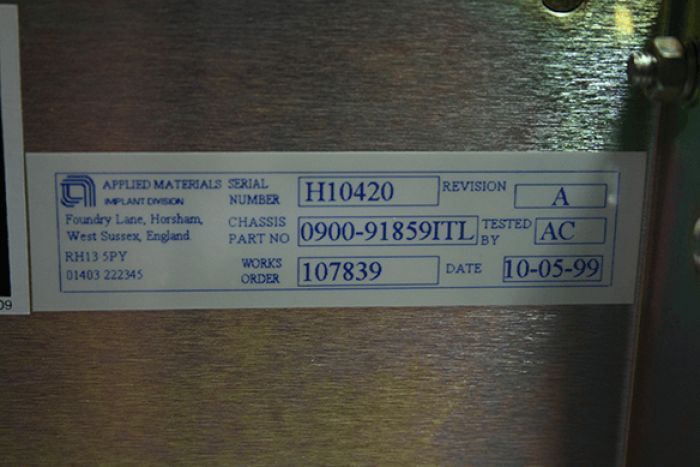 APPLIED MATERIALS
IMPLANT DIVISION
Foundry Lane, Horsham,
West Sussex, England
RH13 5PY
01403 222345
SERIAL NUMBER H10420 REVISION A
CHASSIS PART NO 0900-91859ITL TESTED BY AC
WORKS ORDER 107839 DATE 10-05-99
09